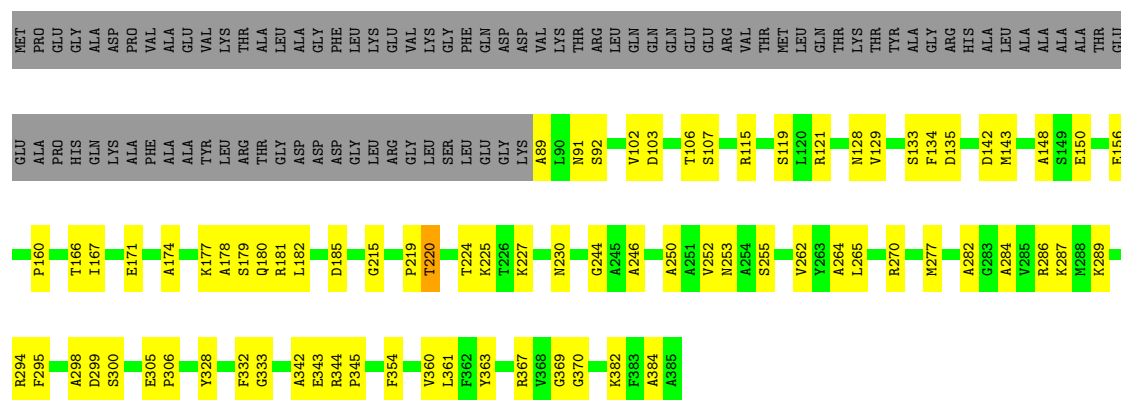 MET PRO GLU GLY ALA ASP PRO VAL ALA GLU VAL LYS THR ALA LEU ALA GLY PHE LEU LYS GLU VAL LYS GLY PHE GLN ASP ASP VAL LYS THR ARG LEU GLN GLN GLN GLU GLU ARG VAL THR MET LEU GLN THR LYS THR TYR ALA GLY ARG HIS ALA LEU ALA ALA ALA ALA THR GLU
GLU ALA PRO HIS GLN LYS ALA PHE ALA ALA TYR LEU ARG THR GLY ASP ASP ASP GLY LEU ARG GLY LEU SER LEU GLU GLY LYS A89 L90 N91 S92 V102 D103 T106 S107 R115 S119 L120 R121 N128 V129 S133 F134 D135 D142 M143 A148 S149 E150 E156
P160 T166 I167 E171 A174 K177 A178 S179 Q180 R181 L182 D185 G215 P219 T220 T224 K225 T226 K227 N230 G244 A245 A246 A250 A251 V252 N253 A254 S255 V262 Y263 A264 L265 R270 M277 A282 G283 A284 V285 R286 K287 M288 K289
R294 F295 A298 D299 S300 E305 P306 Y328 F332 G333 A342 E343 R344 P345 F354 V360 L361 F362 Y363 R367 V368 G369 G370 K382 F383 A384 A385